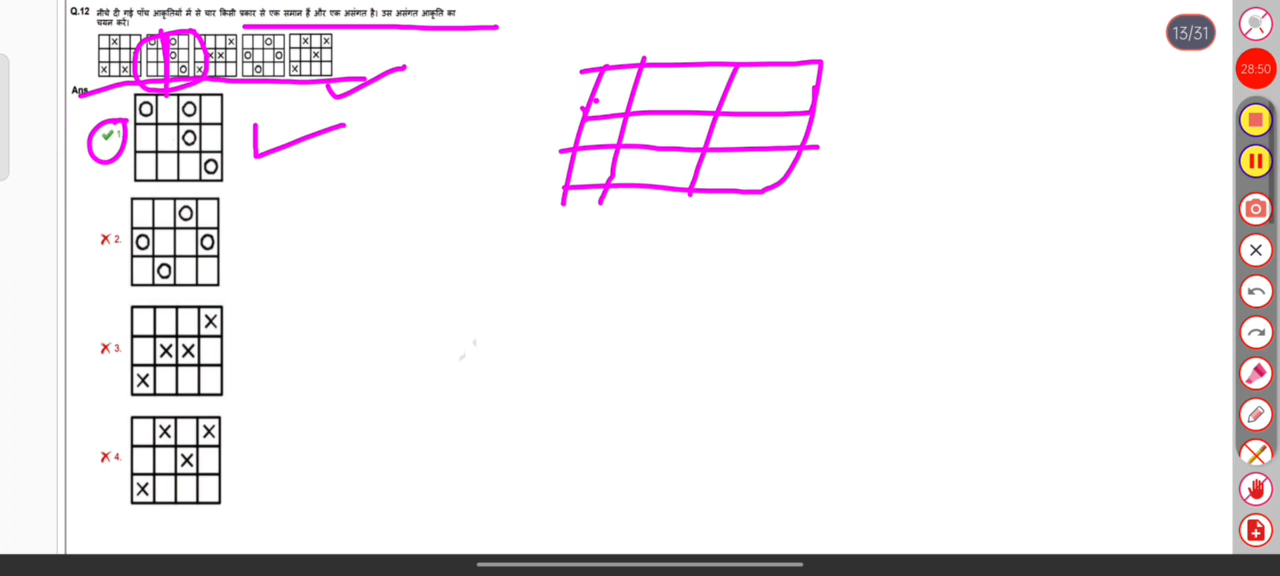 Q.12 नीचे दी गई पाँच आकृतियों में से चार किसी प्रकार से एक समान हैं और एक असंगत है। उस असंगत आकृति का
चयन करें।
X O O X O X X
O X X O O X
X X O X O X
Ans
1.
O O
O
O
2.
O
O O
O
3.
X
X X
X
4.
X X
X
X
13/31
28:50